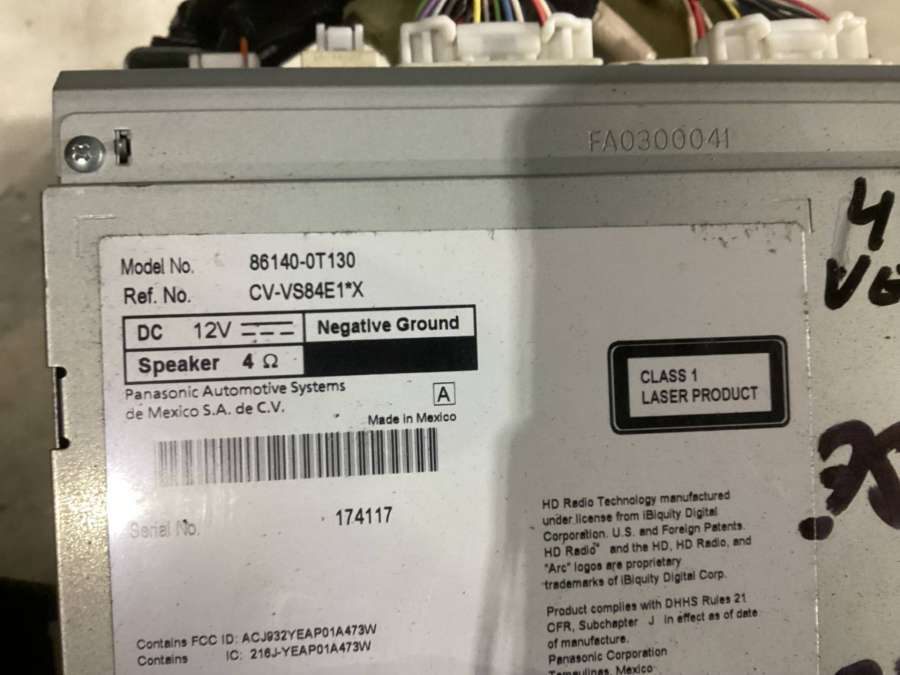 FA0300041
Model No. 86140-0T130
Ref. No. CV-VS84E1*X
DC 12V Negative Ground
Speaker 4 Ω
Panasonic Automotive Systems
de Mexico S.A. de C.V.
A
Made in Mexico
Serial No. 174117
Contains FCC ID: ACJ932YEAP01A473W
Contains IC: 216J-YEAP01A473W
CLASS 1
LASER PRODUCT
HD Radio Technology manufactured
under license from iBiquity Digital
Corporation. U.S. and Foreign Patents.
HD Radio™ and the HD, HD Radio, and
"Arc" logos are proprietary
trademarks of iBiquity Digital Corp.
Product complies with DHHS Rules 21
CFR, Subchapter J In effect as of date
of manufacture.
Panasonic Corporation
Tamaulinas, Mexico
4